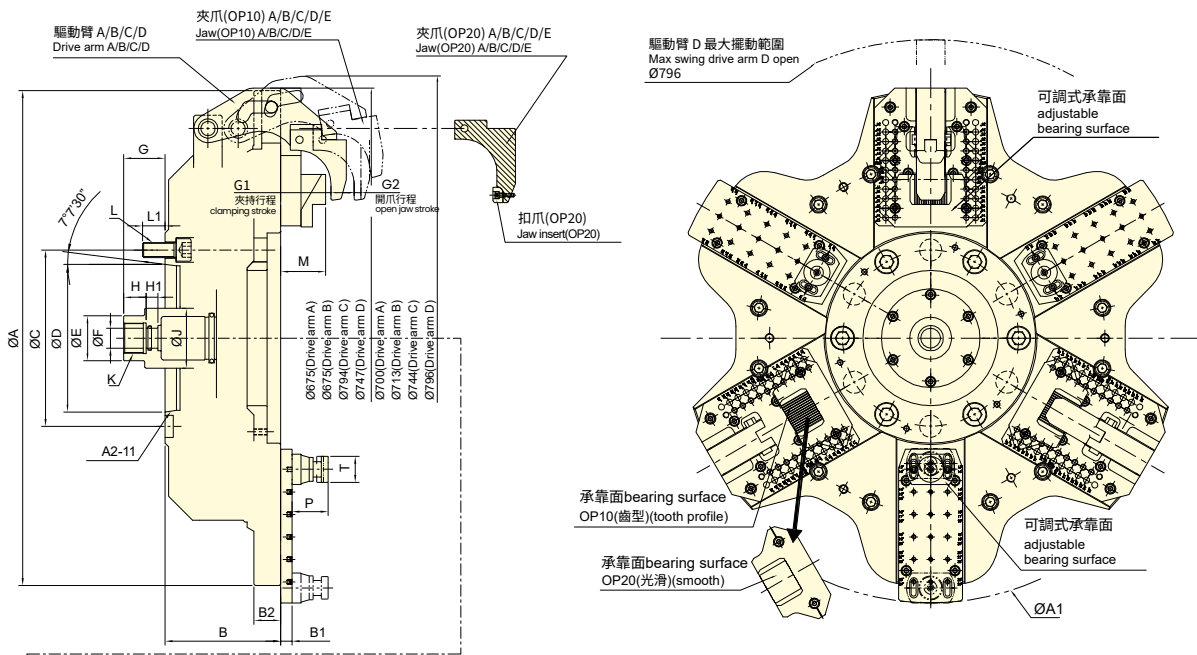 驅動臂 A/B/C/D
Drive arm A/B/C/D
夾爪(OP10) A/B/C/D/E
Jaw(OP10) A/B/C/D/E
夾爪(OP20) A/B/C/D/E
Jaw(OP20) A/B/C/D/E
G
G1
夾持行程
clamping stroke
G2
開爪行程
open jaw stroke
扣爪(OP20)
Jaw insert(OP20)
7°7'30"
L
L1
M
H
H1
ØA
ØC
ØD
ØE
ØF
ØJ
K
A2-11
Ø675(Drive arm A)
Ø675(Drive arm B)
Ø794(Drive arm C)
Ø747(Drive arm D)
Ø700(Drive arm A)
Ø713(Drive arm B)
Ø744(Drive arm C)
Ø796(Drive arm D)
T
P
B2
B
B1
驅動臂 D 最大擺動範圍
Max swing drive arm D open
Ø796
可調式承靠面
adjustable
bearing surface
承靠面bearing surface
OP10(齒型)(tooth profile)
承靠面bearing surface
OP20(光滑)(smooth)
可調式承靠面
adjustable
bearing surface
ØA1